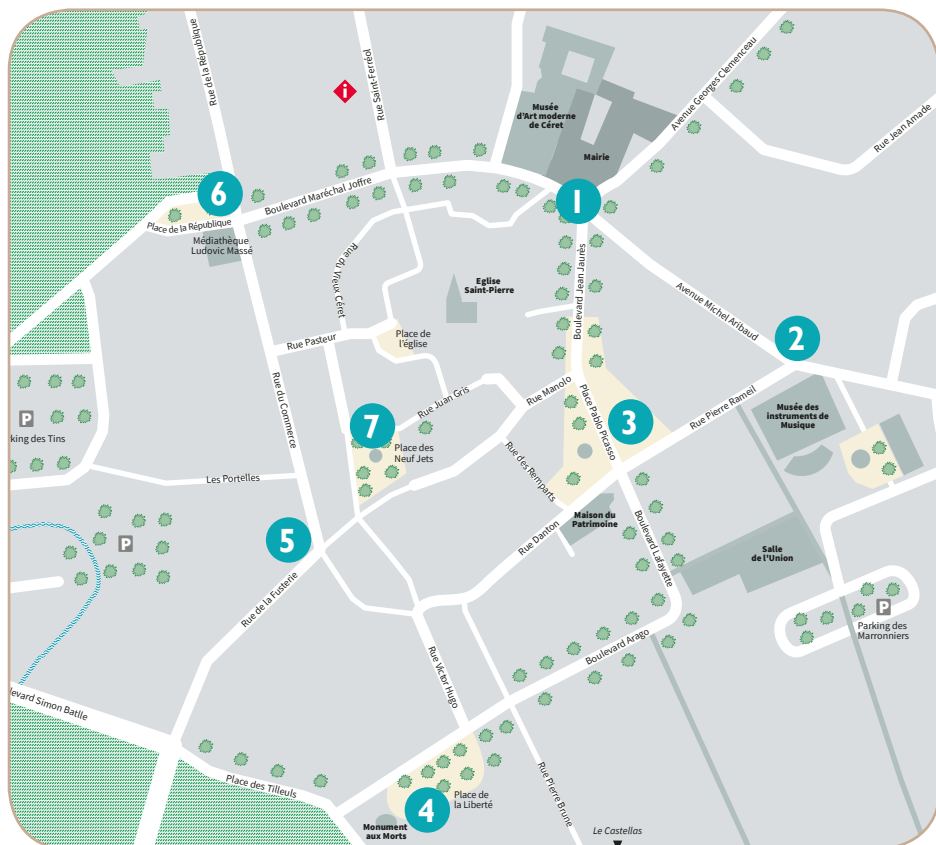 Rue de la République
Rue Saint-Ferréol
i
Musée
d'Art moderne
de Céret
Mairie
Avenue Georges Clemenceau
Rue Jean Amade
6
Boulevard Maréchal Joffre
1
Place de la République
Médiathèque
Ludovic Massé
Rue du Vieux Céret
Eglise
Saint-Pierre
Boulevard Jean Jaurès
Avenue Michel Aribaud
2
Rue Pasteur
Place de
l'église
Rue du Commerce
Rue Juan Gris
Rue Manolo
Place Pablo Picasso
3
Rue Pierre Rameil
Musée des
instruments de
Musique
P
king des Tins
7
Place des
Neuf Jets
Les Portelles
Rue des Remparts
Maison du
Patrimoine
P
5
Rue Danton
Boulevard Lafayette
Salle
de l'Union
Rue de la Fusterie
P
Parking des
Marronniers
Rue Victor Hugo
Boulevard Arago
levard Simon Batlle
Place des Tilleuls
Place de
la Liberté
4
Rue Pierre Brune
Monument
aux Morts
Le Castellas